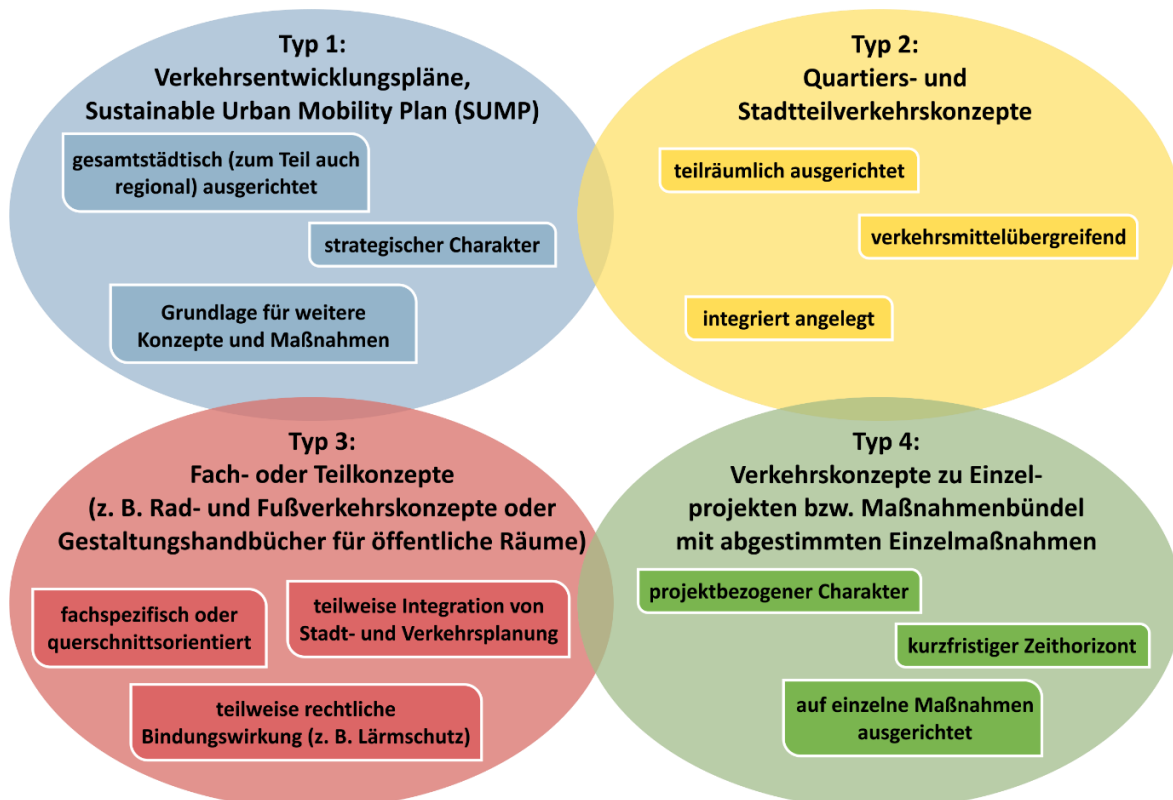 Typ 1:
Verkehrsentwicklungspläne,
Sustainable Urban Mobility Plan (SUMP)
gesamtstädtisch (zum Teil auch
regional) ausgerichtet
strategischer Charakter
Grundlage für weitere
Konzepte und Maßnahmen
Typ 2:
Quartiers- und
Stadtteilverkehrskonzepte
teilräumlich ausgerichtet
verkehrsmittelübergreifend
integriert angelegt
Typ 3:
Fach- oder Teilkonzepte
(z. B. Rad- und Fußverkehrskonzepte oder
Gestaltungshandbücher für öffentliche Räume)
fachspezifisch oder
querschnittsorientiert
teilweise Integration von
Stadt- und Verkehrsplanung
teilweise rechtliche
Bindungswirkung (z. B. Lärmschutz)
Typ 4:
Verkehrskonzepte zu Einzel-
projekten bzw. Maßnahmenbündel
mit abgestimmten Einzelmaßnahmen
projektbezogener Charakter
kurzfristiger Zeithorizont
auf einzelne Maßnahmen
ausgerichtet